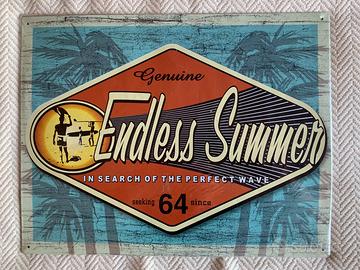 Genuine
Endless Summer
IN SEARCH OF THE PERFECT WAVE
seeking 64 since